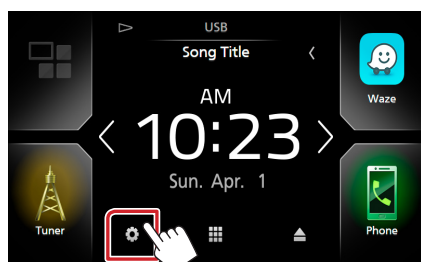 USB
Song Title
AM
10:23
Sun. Apr. 1
Waze
Tuner
Phone